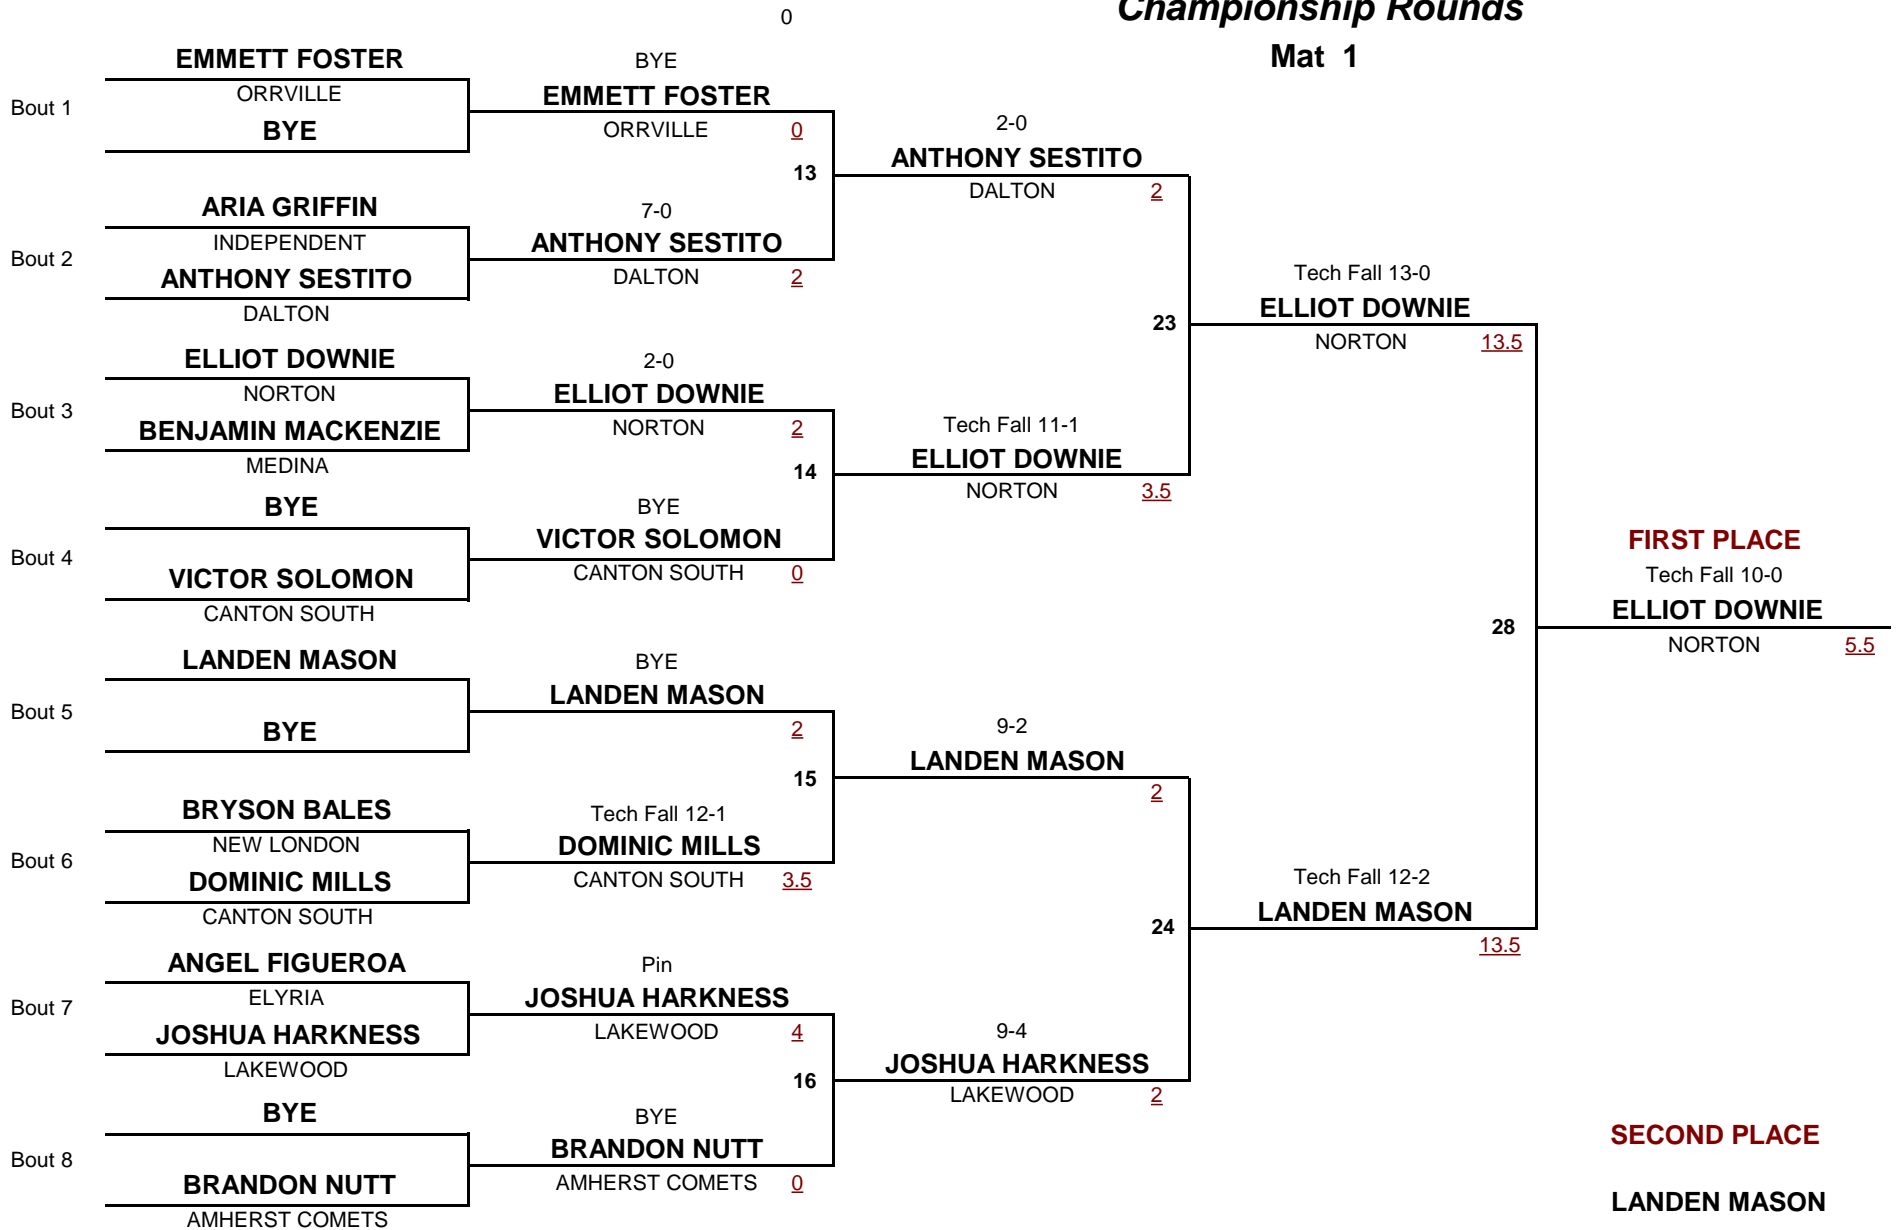 Championship Rounds
0
Mat 1
EMMETT FOSTER
ORRVILLE
Bout 1
BYE
ARIA GRIFFIN
INDEPENDENT
Bout 2
ANTHONY SESTITO
DALTON
ELLIOT DOWNIE
NORTON
Bout 3
BENJAMIN MACKENZIE
MEDINA
BYE
Bout 4
VICTOR SOLOMON
CANTON SOUTH
LANDEN MASON
Bout 5
BYE
BRYSON BALES
NEW LONDON
Bout 6
DOMINIC MILLS
CANTON SOUTH
ANGEL FIGUEROA
ELYRIA
Bout 7
JOSHUA HARKNESS
LAKEWOOD
BYE
Bout 8
BRANDON NUTT
AMHERST COMETS
BYE
EMMETT FOSTER
ORRVILLE 0
13
7-0
ANTHONY SESTITO
DALTON 2
2-0
ELLIOT DOWNIE
NORTON 2
14
BYE
VICTOR SOLOMON
CANTON SOUTH 0
BYE
LANDEN MASON
2
15
Tech Fall 12-1
DOMINIC MILLS
CANTON SOUTH 3.5
Pin
JOSHUA HARKNESS
LAKEWOOD 4
16
BYE
BRANDON NUTT
AMHERST COMETS 0
2-0
ANTHONY SESTITO
DALTON 2
23
Tech Fall 11-1
ELLIOT DOWNIE
NORTON 3.5
9-2
LANDEN MASON
2
24
9-4
JOSHUA HARKNESS
LAKEWOOD 2
Tech Fall 13-0
ELLIOT DOWNIE
NORTON 13.5
28
Tech Fall 12-2
LANDEN MASON
13.5
FIRST PLACE
Tech Fall 10-0
ELLIOT DOWNIE
NORTON 5.5
SECOND PLACE
LANDEN MASON